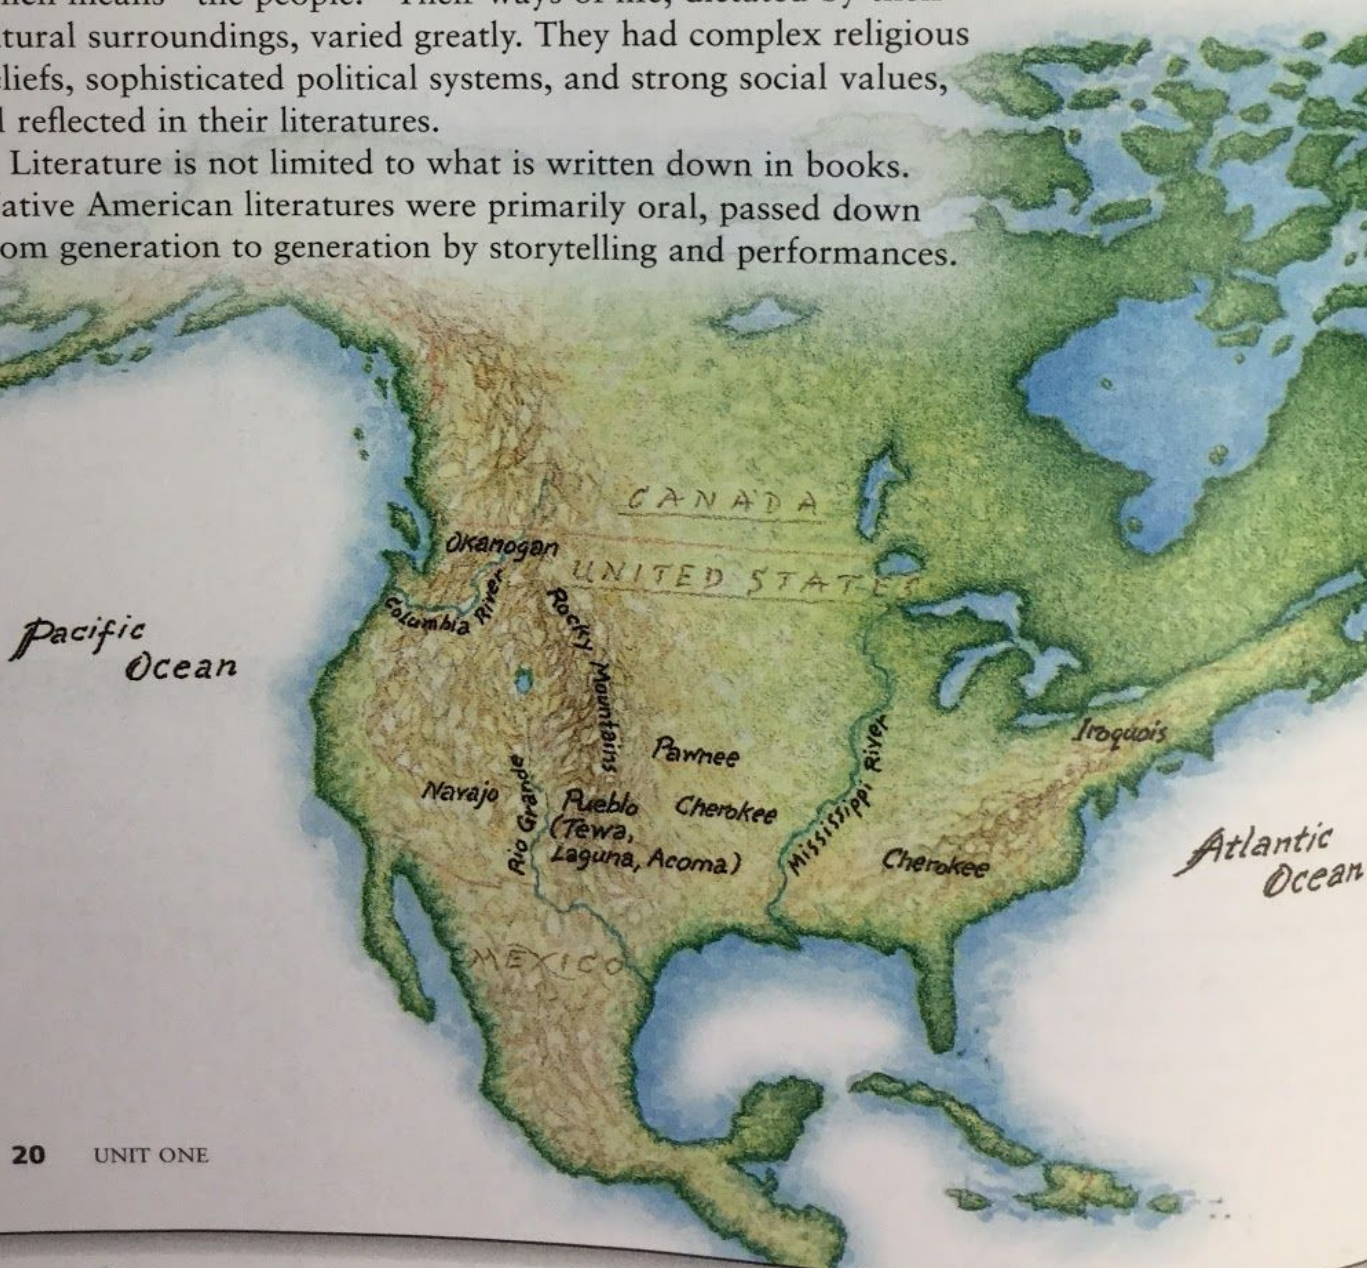 tural surroundings, varied greatly. They had complex religious
liefs, sophisticated political systems, and strong social values,
reflected in their literatures.
Literature is not limited to what is written down in books.
ative American literatures were primarily oral, passed down
om generation to generation by storytelling and performances.
CANADA
Okanogan
UNITED STATES
Columbia River
Rocky Mountains
Pacific
Ocean
Iroquois
Pawnee
Mississippi River
Navajo
Rio Grande
Pueblo
(Tewa,
Laguna, Acoma)
Cherokee
Cherokee
Atlantic
Ocean
MEXICO
20 UNIT ONE